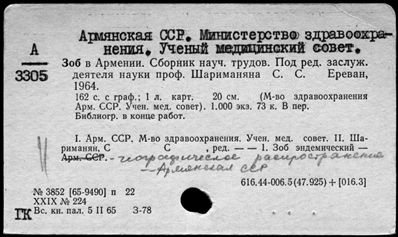 Армянская ССР. Министерство здравоохра-
нения. Ученый медицинский совет.
А
3305
Зоб в Армении. Сборник науч. трудов. Под ред. заслуж.
деятеля науки проф. Шариманяна С. С. Ереван,
1964.
162 с. с граф.; 1 л. карт. 20 см. (М-во здравоохранения
Арм. ССР. Учен. мед. совет). 1.000 экз. 73 к. В пер.
Библиогр. в конце работ.
I. Арм. ССР. М-во здравоохранения. Учен. мед. совет. II. Ша-
риманян, С С , ред. — — 1. Зоб эндемический —
Арм. ССР. - географическое распространение
- Армянская ССР
616.44-006.5(47.925) + [016.3]
№ 3852 [65-9490] п 22
XXIX № 224
ГК Вс. кн. пал. 5 II 65 З-78